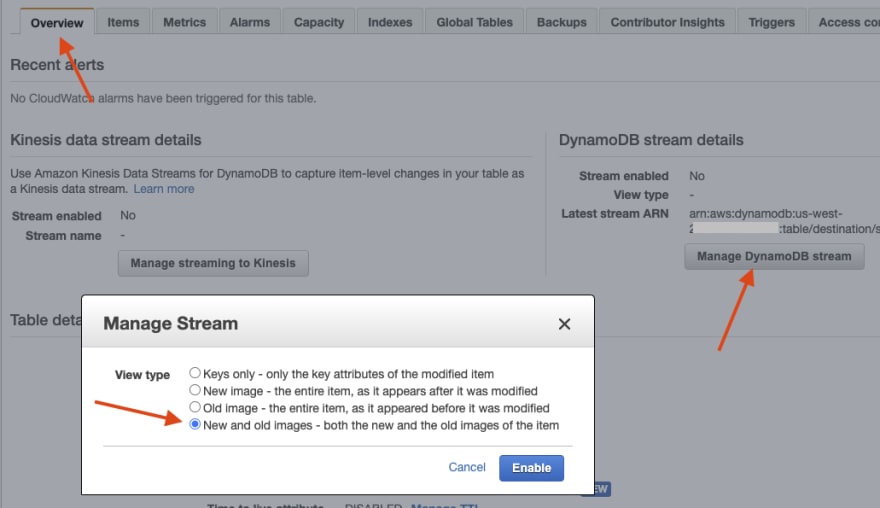 Overview Items Metrics Alarms Capacity Indexes Global Tables Backups Contributor Insights Triggers Access
Recent alerts
No CloudWatch alarms have been triggered for this table.
Kinesis data stream details
Use Amazon Kinesis Data Streams for DynamoDB to capture item-level changes in your table as
a Kinesis data stream. Learn more
Stream enabled No
Stream name -
Manage streaming to Kinesis
DynamoDB stream details
Stream enabled No
View type -
Latest stream ARN arn:aws:dynamodb:us-west-
:table/destination/s
Manage DynamoDB stream
Table
Manage Stream
View type
Keys only - only the key attributes of the modified item
New image - the entire item, as it appears after it was modified
Old image - the entire item, as it appeared before it was modified
New and old images - both the new and the old images of the item
Cancel Enable
Time to live attribute DISABLED Manage TTL